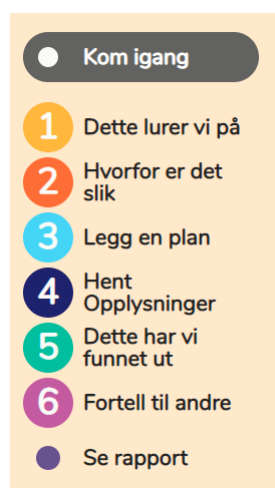 Kom igang
1 Dette lurer vi på
2 Hvorfor er det
slik
3 Legg en plan
4 Hent
Opplysninger
5 Dette har vi
funnet ut
6 Fortell til andre
Se rapport